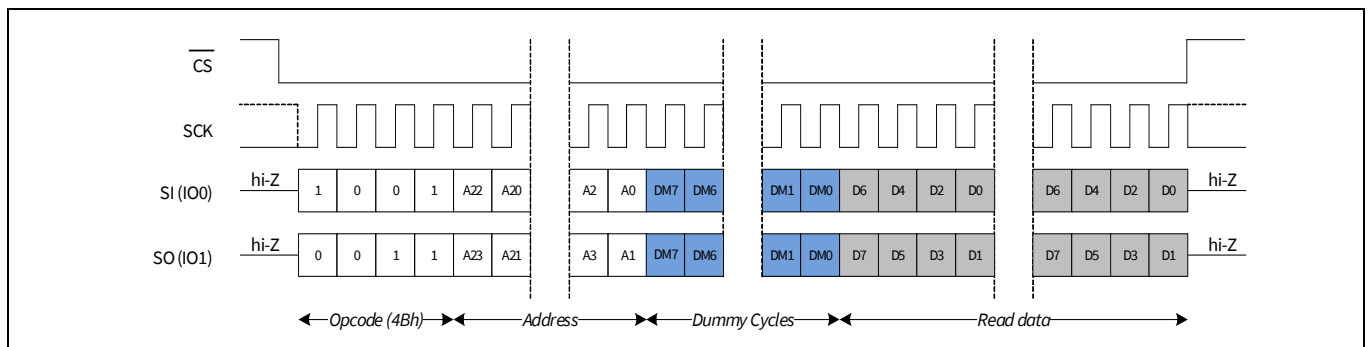 CS
SCK
hi-Z hi-Z
SI (IO0) 1 0 0 1 A22 A20 A2 A0 DM7 DM6 DM1 DM0 D6 D4 D2 D0 D6 D4 D2 D0
hi-Z hi-Z
SO (IO1) 0 0 1 1 A23 A21 A3 A1 DM7 DM6 DM1 DM0 D7 D5 D3 D1 D7 D5 D3 D1
Opcode (4Bh) Address Dummy Cycles Read data